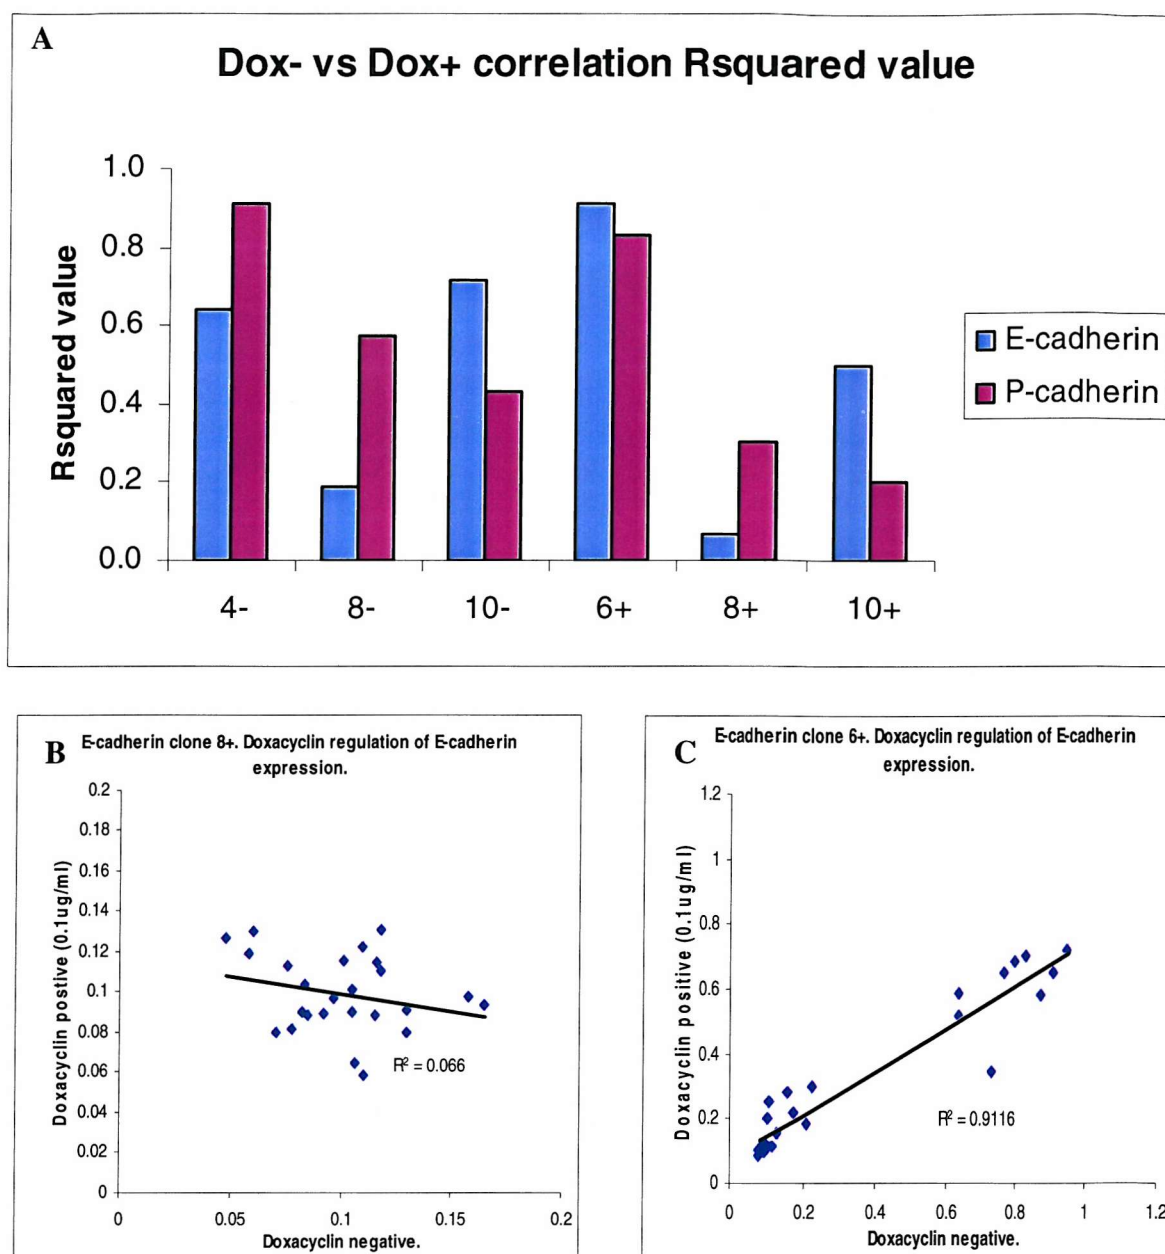 A
Dox- vs Dox+ correlation Rsquared value
Rsquared value
1.0
0.8
0.6
0.4
0.2
0.0
4-
8-
10-
6+
8+
10+
E-cadherin
P-cadherin
B
E-cadherin clone 8+. Doxacyclin regulation of E-cadherin
expression.
Doxacyclin postive (0.1ug/ml)
0.2
0.18
0.16
0.14
0.12
0.1
0.08
0.06
0.04
0.02
0
R² = 0.066
0
0.05
0.1
0.15
0.2
Doxacyclin negative.
C
E-cadherin clone 6+. Doxacyclin regulation of E-cadherin
expression.
Doxacyclin positive (0.1ug/ml)
1.2
1
0.8
0.6
0.4
0.2
0
R² = 0.9116
0
0.2
0.4
0.6
0.8
1
1.2
Doxacyclin negative.